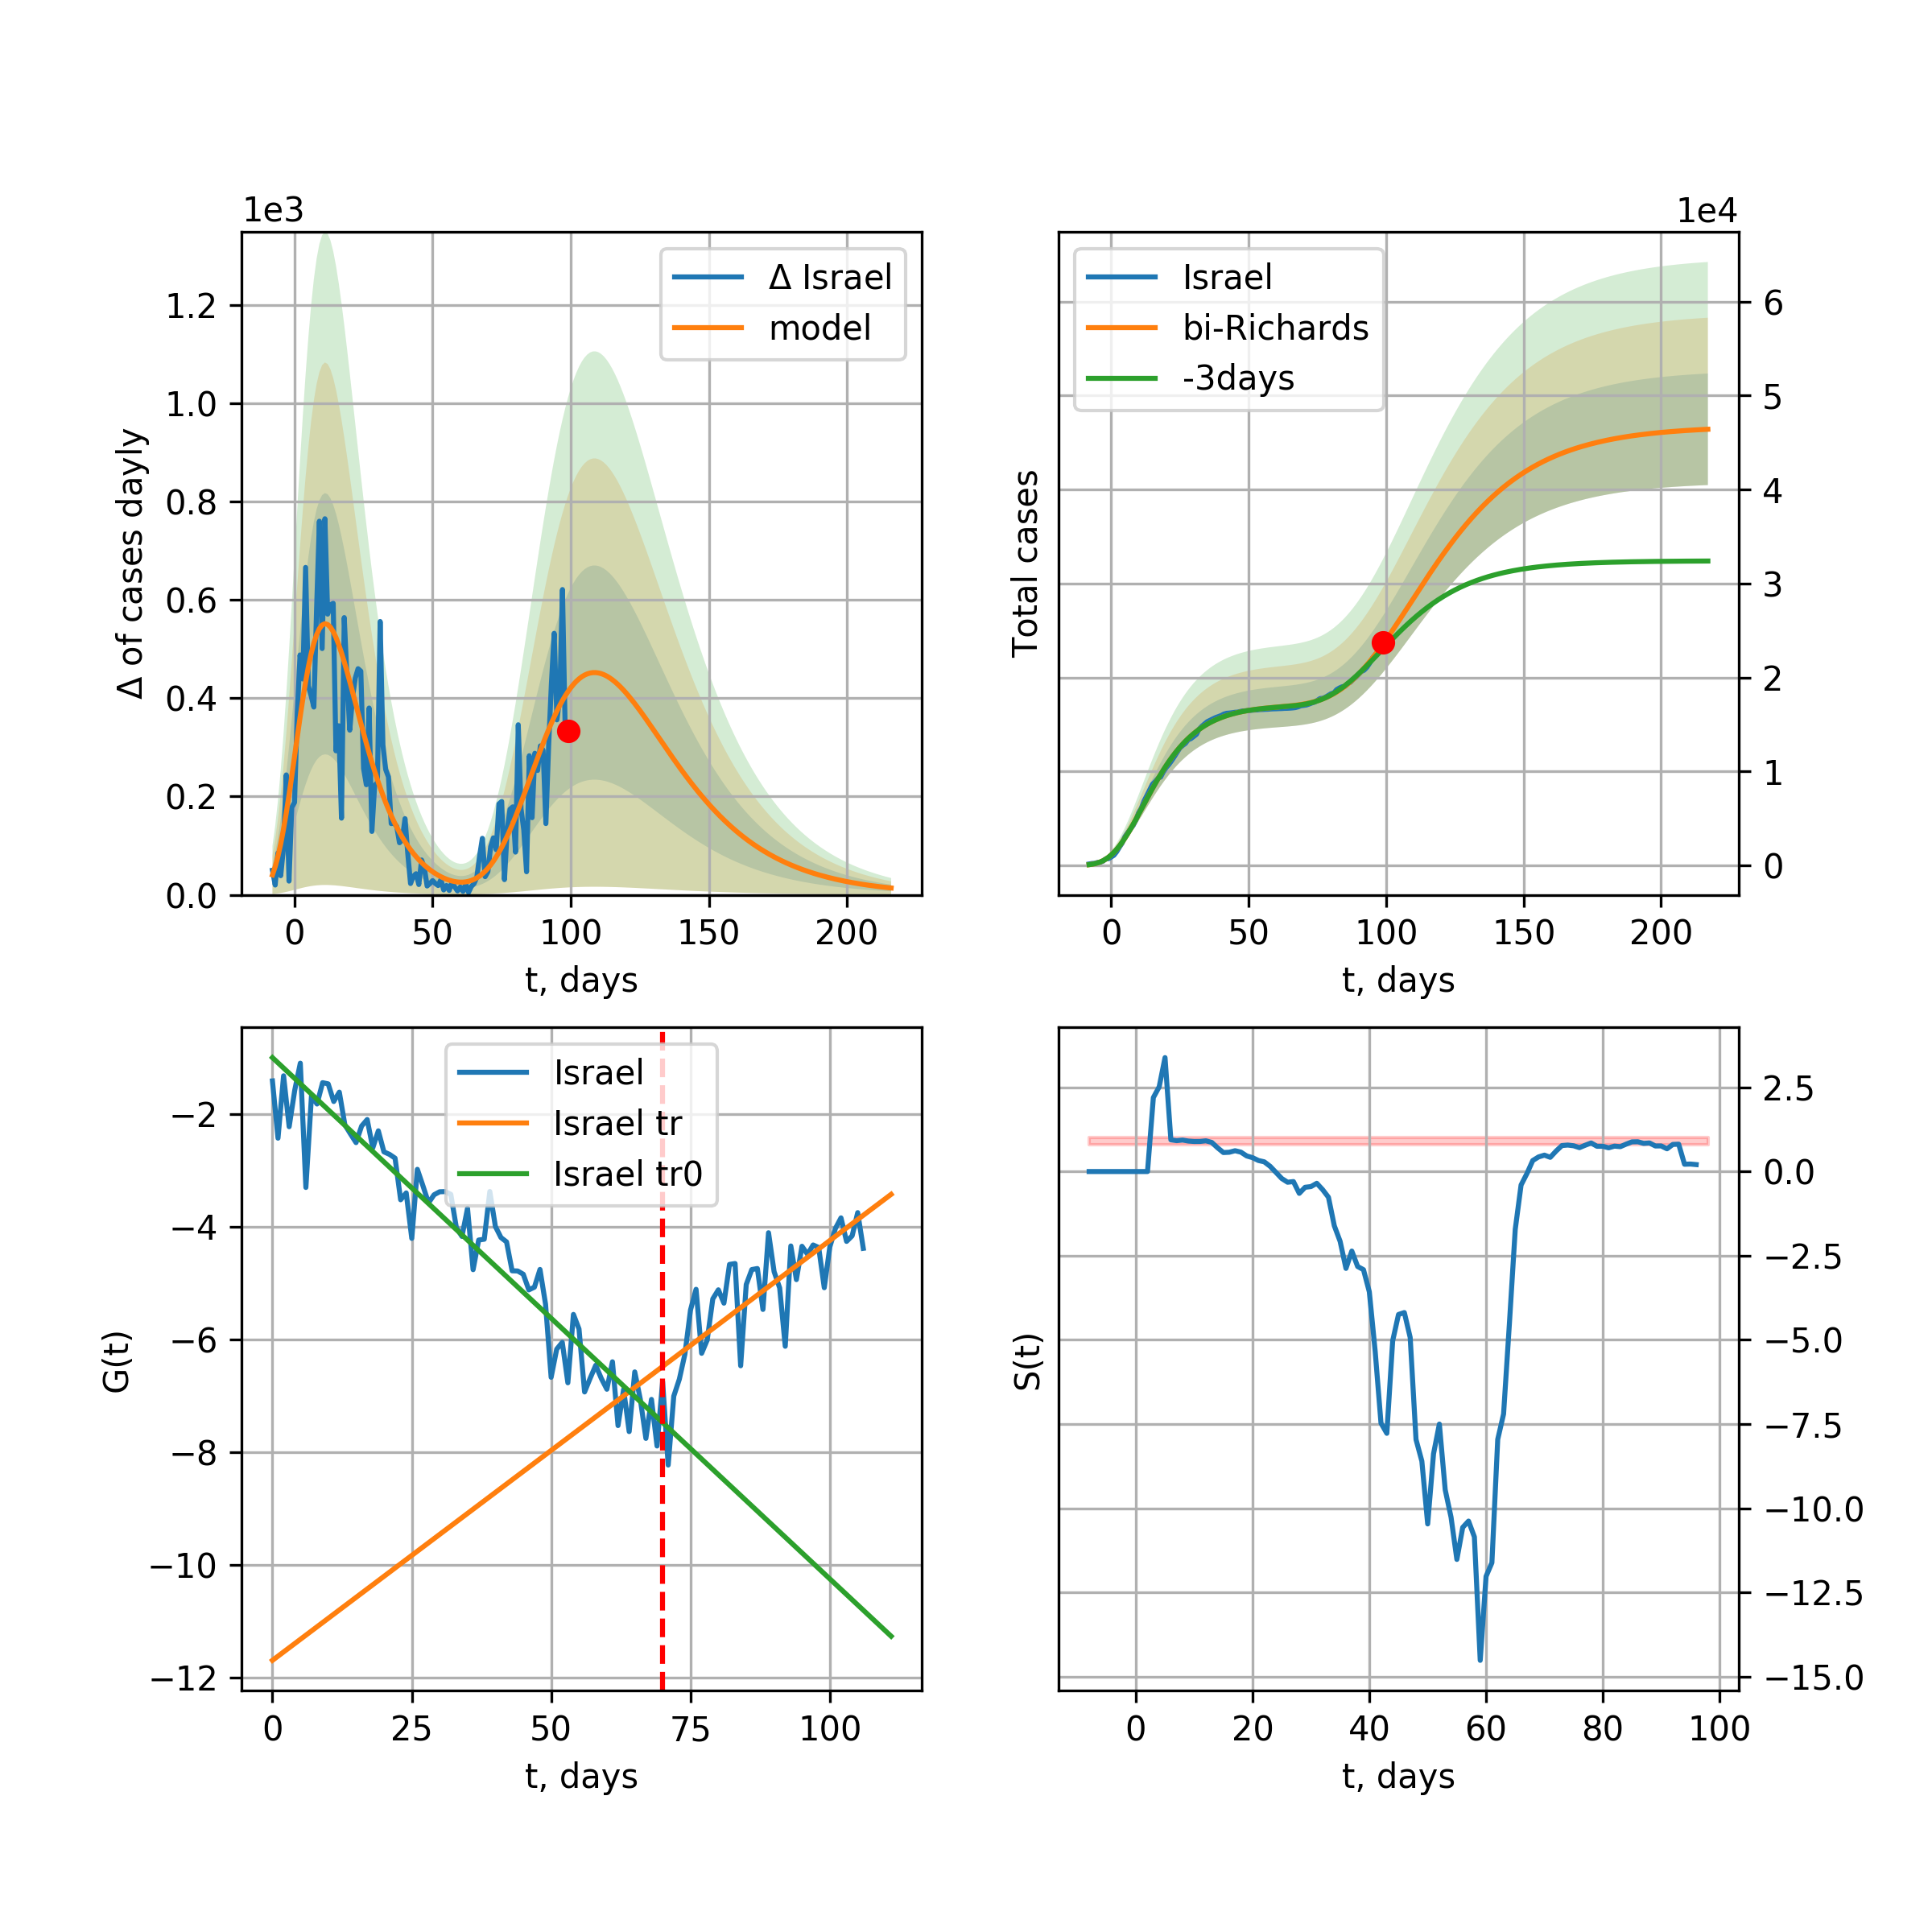 1e3
1.2
1.0
0.8
0.6
0.4
0.2
0.0
Δ of cases dayly
Δ Israel
model
0 50 100 150 200
t, days
1e4
Israel
bi-Richards
-3days
Total cases
6
5
4
3
2
1
0
0 50 100 150 200
t, days
−2
−4
−6
−8
−10
−12
G(t)
Israel
Israel tr
Israel tr0
0 25 50 75 100
t, days
S(t)
2.5
0.0
−2.5
−5.0
−7.5
−10.0
−12.5
−15.0
0 20 40 60 80 100
t, days